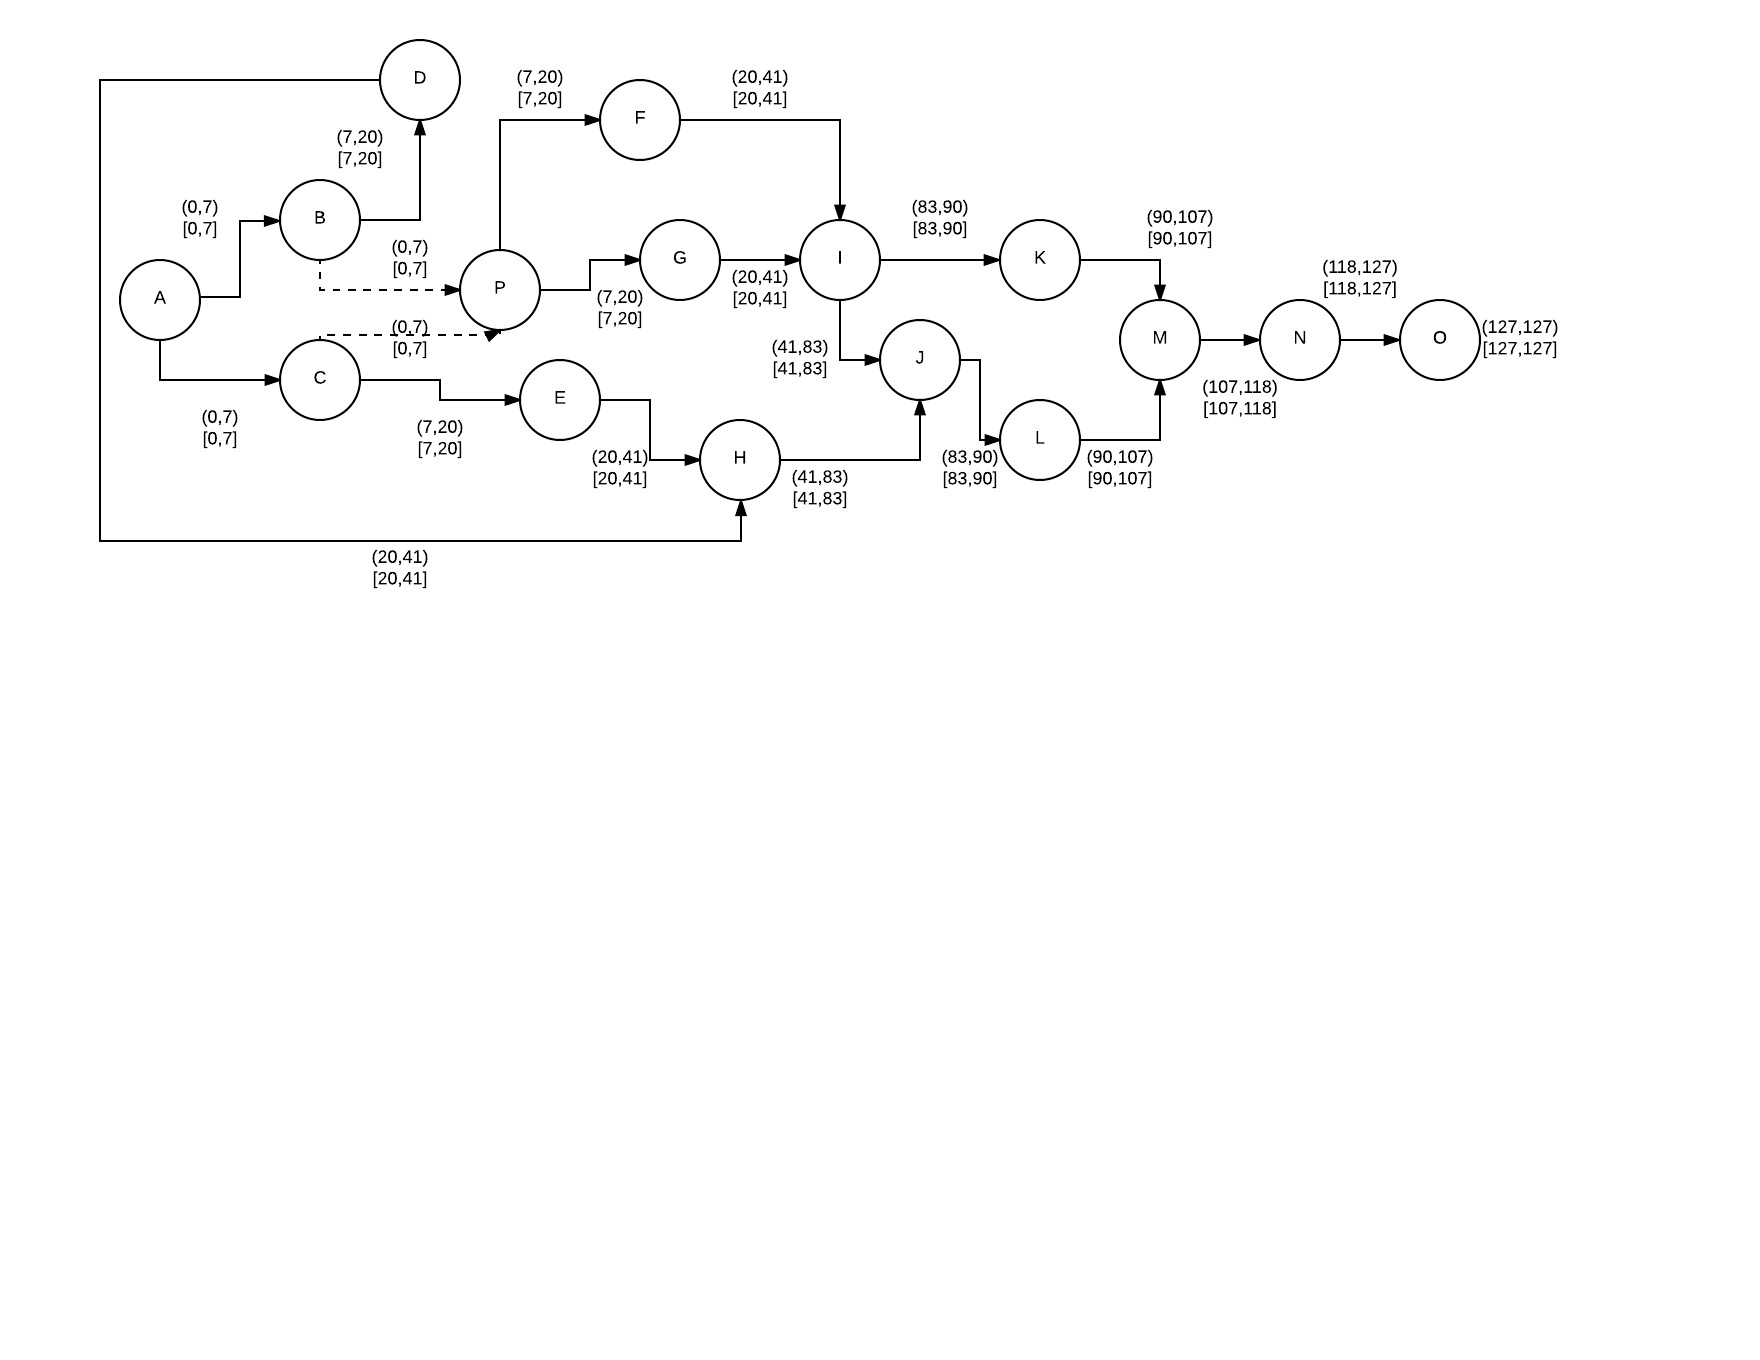 D
(7,20)
[7,20]
(20,41)
[20,41]
F
(7,20)
[7,20]
(0,7)
[0,7]
B
(83,90)
[83,90]
(90,107)
[90,107]
(0,7)
[0,7]
G
I
K
(118,127)
[118,127]
A
P
(7,20)
[7,20]
(20,41)
[20,41]
(0,7)
[0,7]
M
N
O
(127,127)
[127,127]
(41,83)
[41,83]
J
C
E
(107,118)
[107,118]
(0,7)
[0,7]
(7,20)
[7,20]
L
(20,41)
[20,41]
H
(83,90)
[83,90]
(90,107)
[90,107]
(41,83)
[41,83]
(20,41)
[20,41]